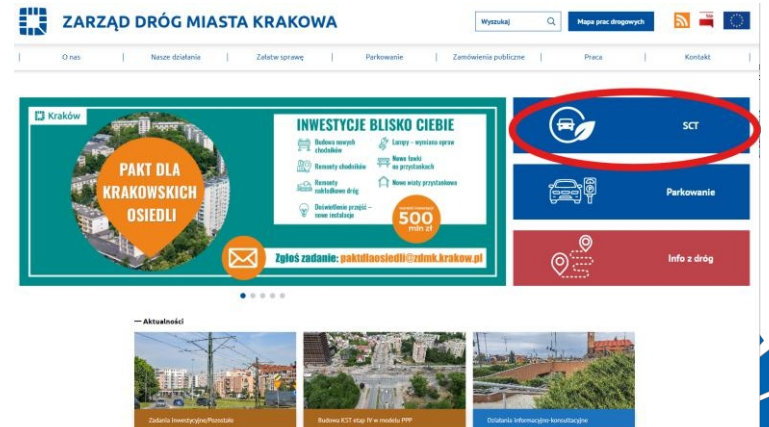 ZARZĄD DRÓG MIASTA KRAKOWA
Wyszukaj
Mapa prac drogowych
O nas
Nasze działania
Załatw sprawę
Parkowanie
Zamówienia publiczne
Praca
Kontakt
Kraków
PAKT DLA
KRAKOWSKICH
OSIEDLI
INWESTYCJE BLISKO CIEBIE
Budowa nowych
chodników
Remonty chodników
Remonty
nakładkowe dróg
Doświetlenie przejść –
nowe instalacje
Lampy – wymiana opraw
Nowe ławki
na przystankach
Nowe wiaty przystankowe
500
mln zł
Zgłoś zadanie: paktdlaosiedli@zdmk.krakow.pl
SCT
Parkowanie
Info z dróg
— Aktualności
Zadania Inwestycyjne/Pozostałe
Budowa KST etap IV w modelu PPP
Działania informacyjno-konsultacyjne